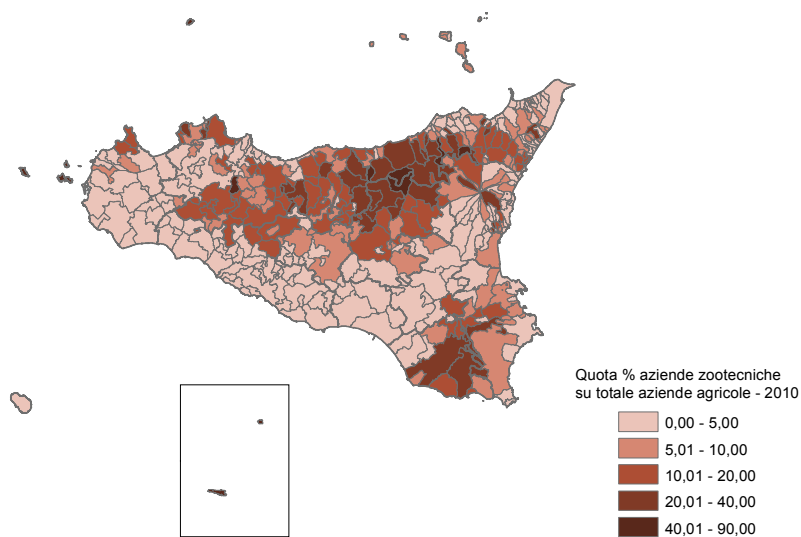 Quota % aziende zootecniche
su totale aziende agricole - 2010
0,00 - 5,00
5,01 - 10,00
10,01 - 20,00
20,01 - 40,00
40,01 - 90,00